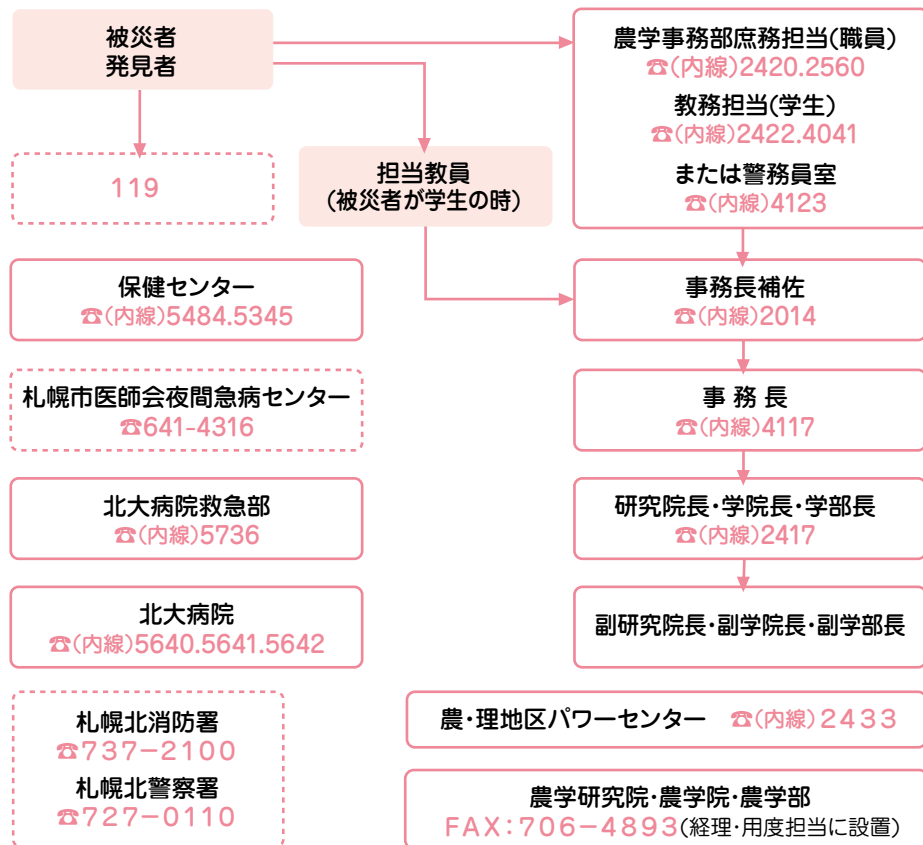 被災者
発見者
農学事務部庶務担当(職員)
☎(内線)2420.2560
教務担当(学生)
☎(内線)2422.4041
または警務員室
☎(内線)4123
119
担当教員
(被災者が学生の時)
保健センター
☎(内線)5484.5345
事務長補佐
☎(内線)2014
札幌市医師会夜間急病センター
☎641-4316
事 務 長
☎(内線)4117
北大病院救急部
☎(内線)5736
研究院長・学院長・学部長
☎(内線)2417
北大病院
☎(内線)5640.5641.5642
副研究院長・副学院長・副学部長
札幌北消防署
☎737−2100
札幌北警察署
☎727−0110
農・理地区パワーセンター ☎(内線)2433
農学研究院・農学院・農学部
FAX:706−4893(経理・用度担当に設置)